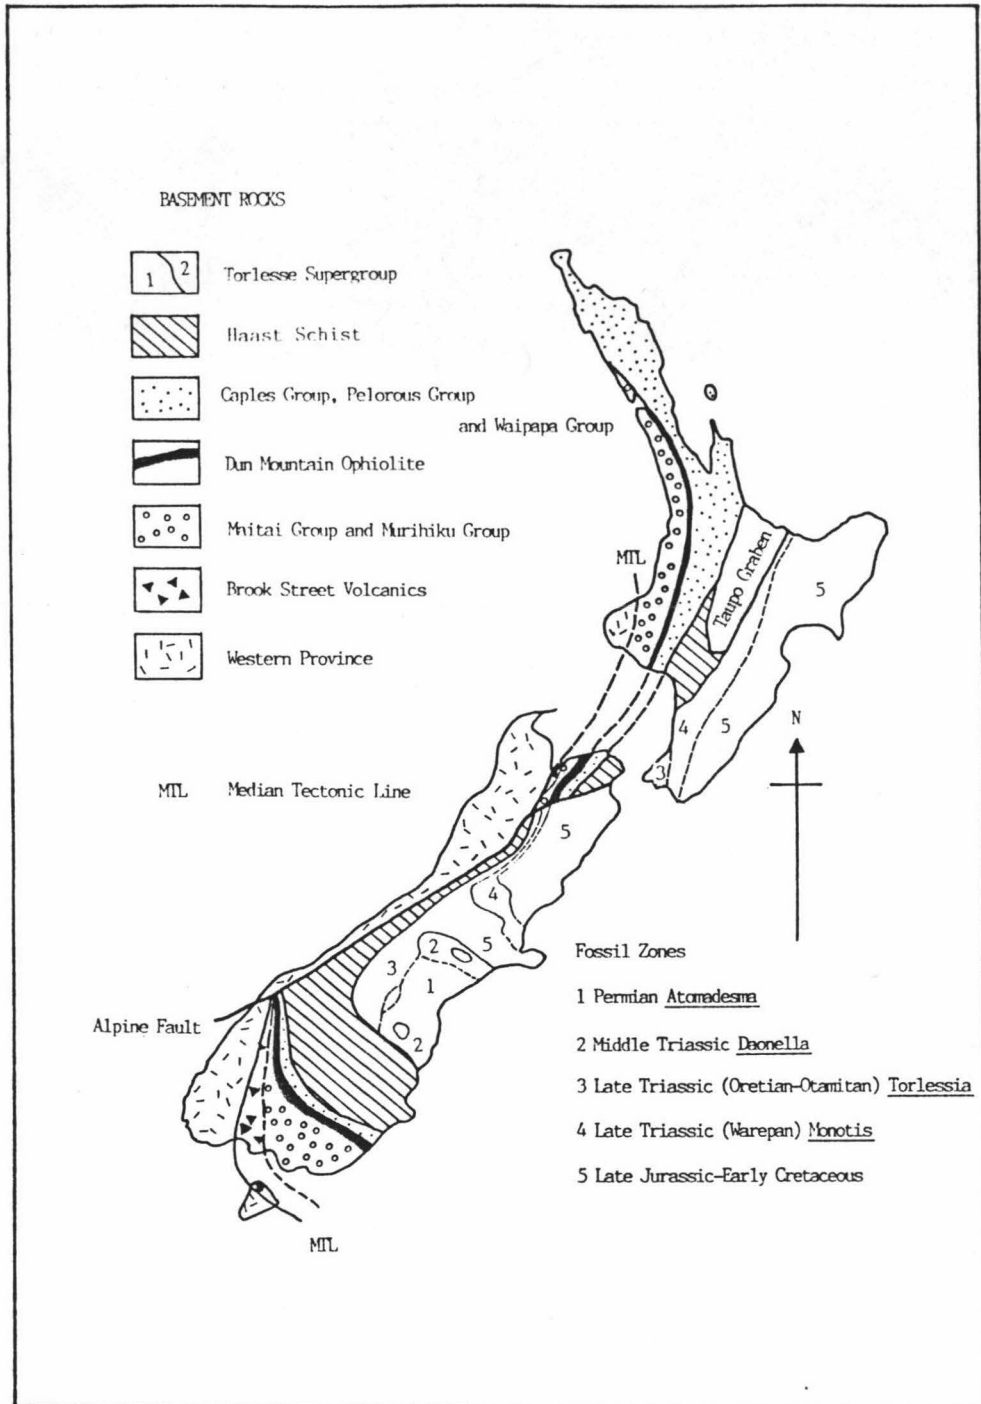 BASEMENT ROCKS
1 2
Torlesse Supergroup
Haast Schist
Caples Group, Pelorous Group
and Waipapa Group
Dun Mountain Ophiolite
Maitai Group and Murihiku Group
Brook Street Volcanics
Western Province
MTL Median Tectonic Line
MTL
Taupo Graben
5
4
5
3
N
5
4
5
2
3
1
2
Alpine Fault
MTL
Fossil Zones
1 Permian Atomadesma
2 Middle Triassic Daonella
3 Late Triassic (Oretian-Otamitan) Torlessia
4 Late Triassic (Warepan) Monotis
5 Late Jurassic-Early Cretaceous